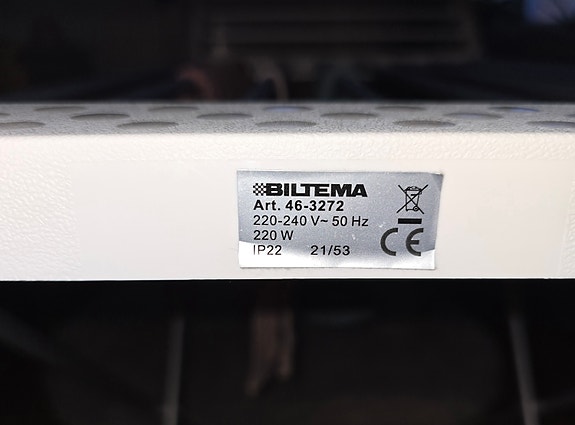 BILTEMA
Art. 46-3272
220-240 V~ 50 Hz
220 W
IP22 21/53
CE